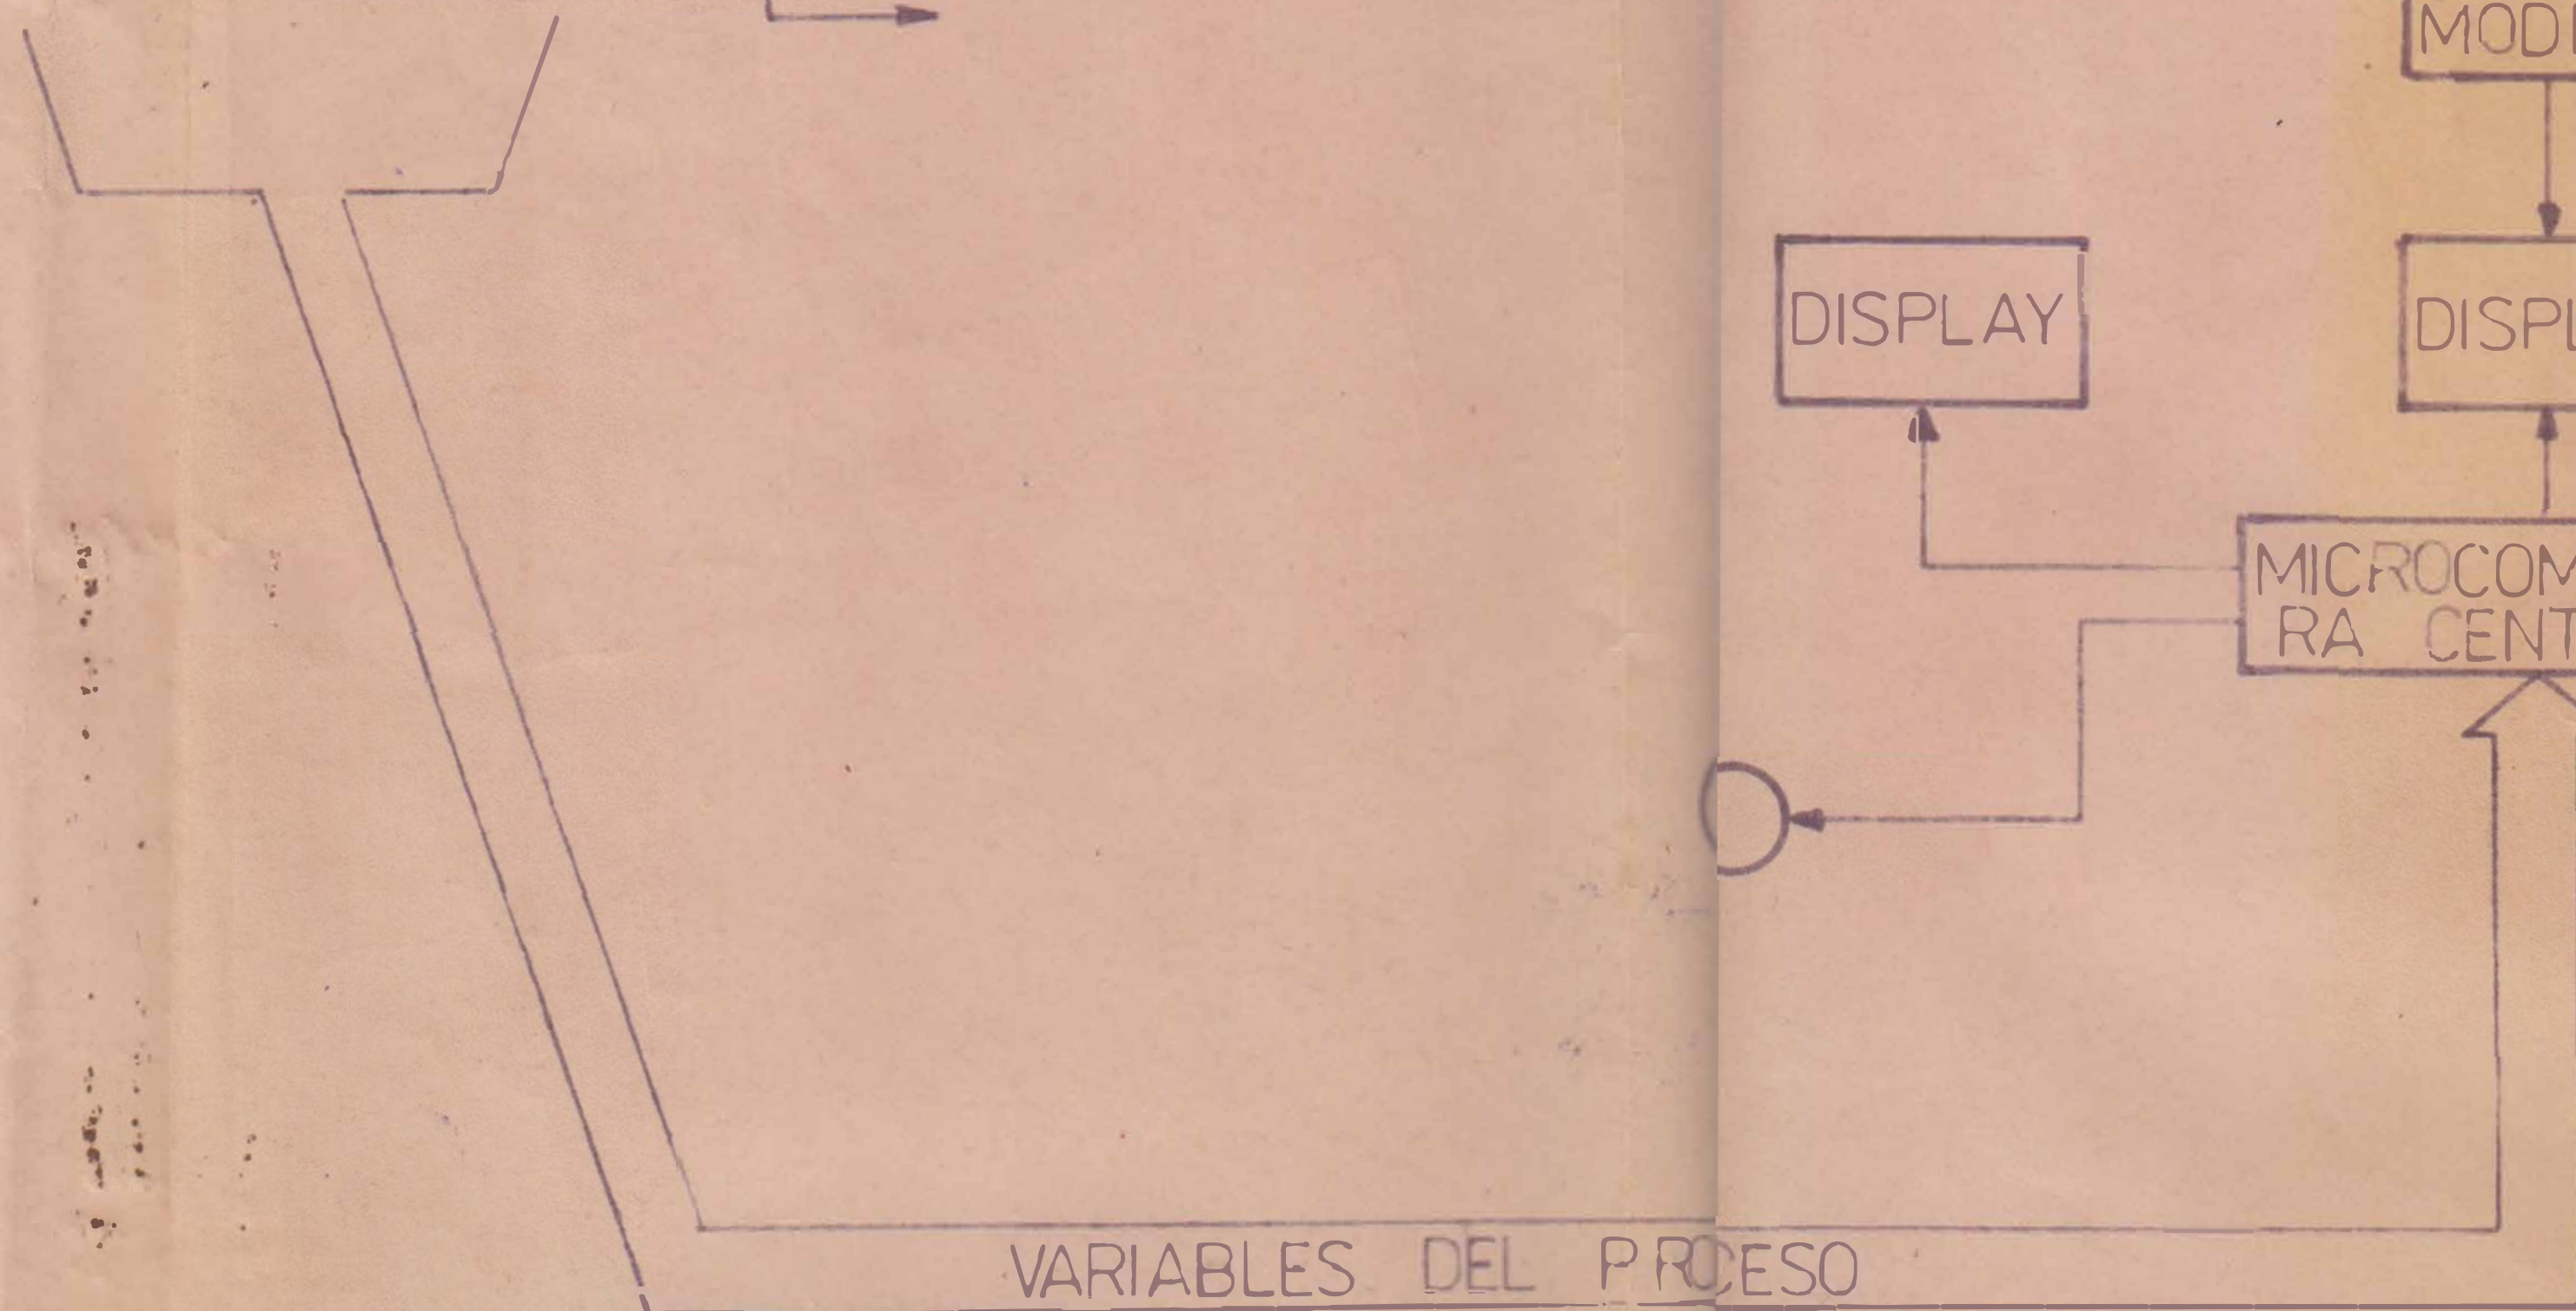 MOD
DISPLAY
DISPL
MICROCOM
RA CENT
VARIABLES DEL PROCESO